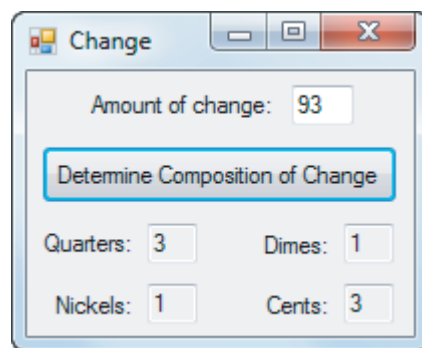 Change
Amount of change: 93
Determine Composition of Change
Quarters: 3 Dimes: 1
Nickels: 1 Cents: 3